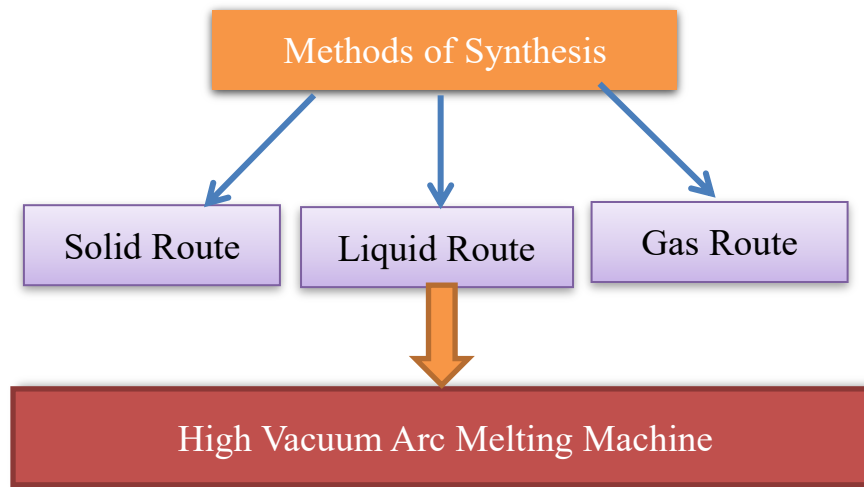 Methods of Synthesis
Solid Route
Liquid Route
Gas Route
High Vacuum Arc Melting Machine